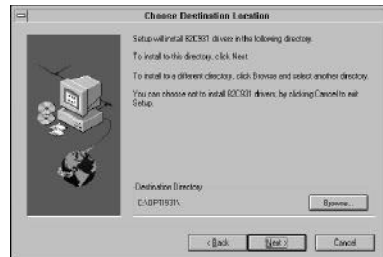 Choose Destination Location
Setup will install 82C931 drivers in the following directory.
To install to this directory, click Next.
To install to a different directory, click Browse and select another directory.
You can choose not to install 82C931 drivers, by clicking Cancel to exit
Setup.
Destination Directory
C:\OPTI931\
Browse...
< Back
Next >
Cancel